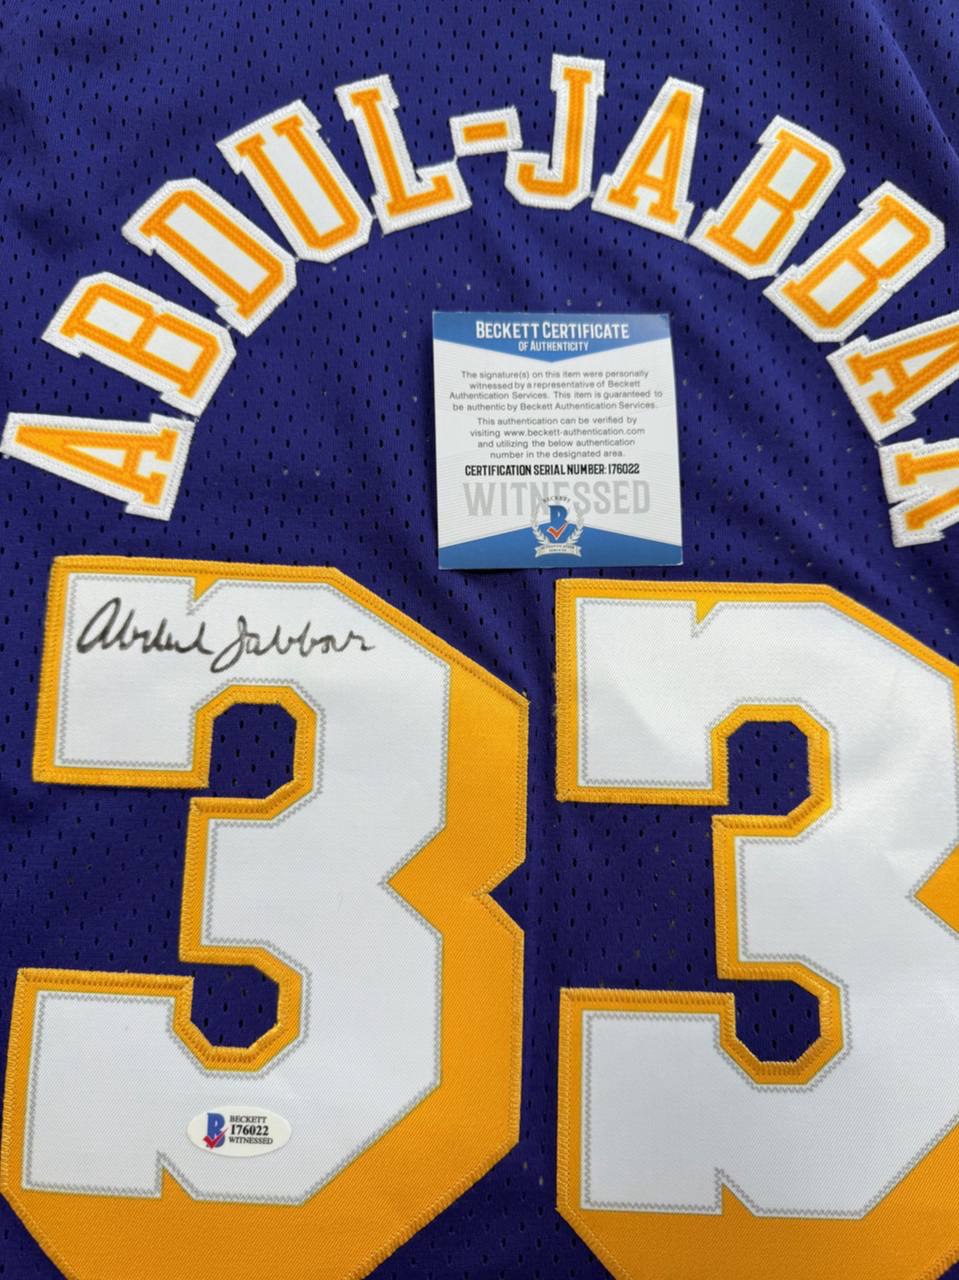 ABDUL-JABBAR
BECKETT CERTIFICATE
OF AUTHENTICITY
The signature(s) on this item were personally
witnessed by a representative of Beckett
Authentication Services. This item is guaranteed to
be authentic by Beckett Authentication Services.
This authentication can be verified by
visiting www.beckett-authentication.com
and utilizing the below authentication
number in the designated area.
CERTIFICATION SERIAL NUMBER: 176022
WITNESSED
BECKETT
B
Abdul Jabbar
33
B
BECKETT
176022
WITNESSED